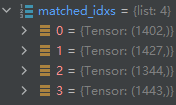 matched_idxs = {list: 4}
0 = {Tensor: (1402,)}
1 = {Tensor: (1427,)}
2 = {Tensor: (1344,)}
3 = {Tensor: (1443,)}